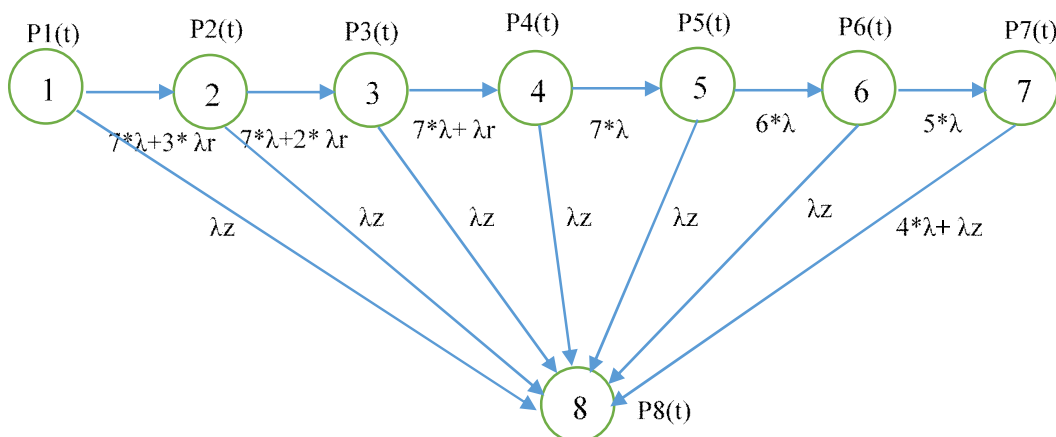 P1(t)
P2(t)
P3(t)
P4(t)
P5(t)
P6(t)
P7(t)
1
2
3
4
5
6
7
7*λ+3* λr
7*λ+2* λr
7*λ+ λr
7*λ
6*λ
5*λ
λz
λz
λz
λz
λz
λz
4*λ+ λz
8
P8(t)